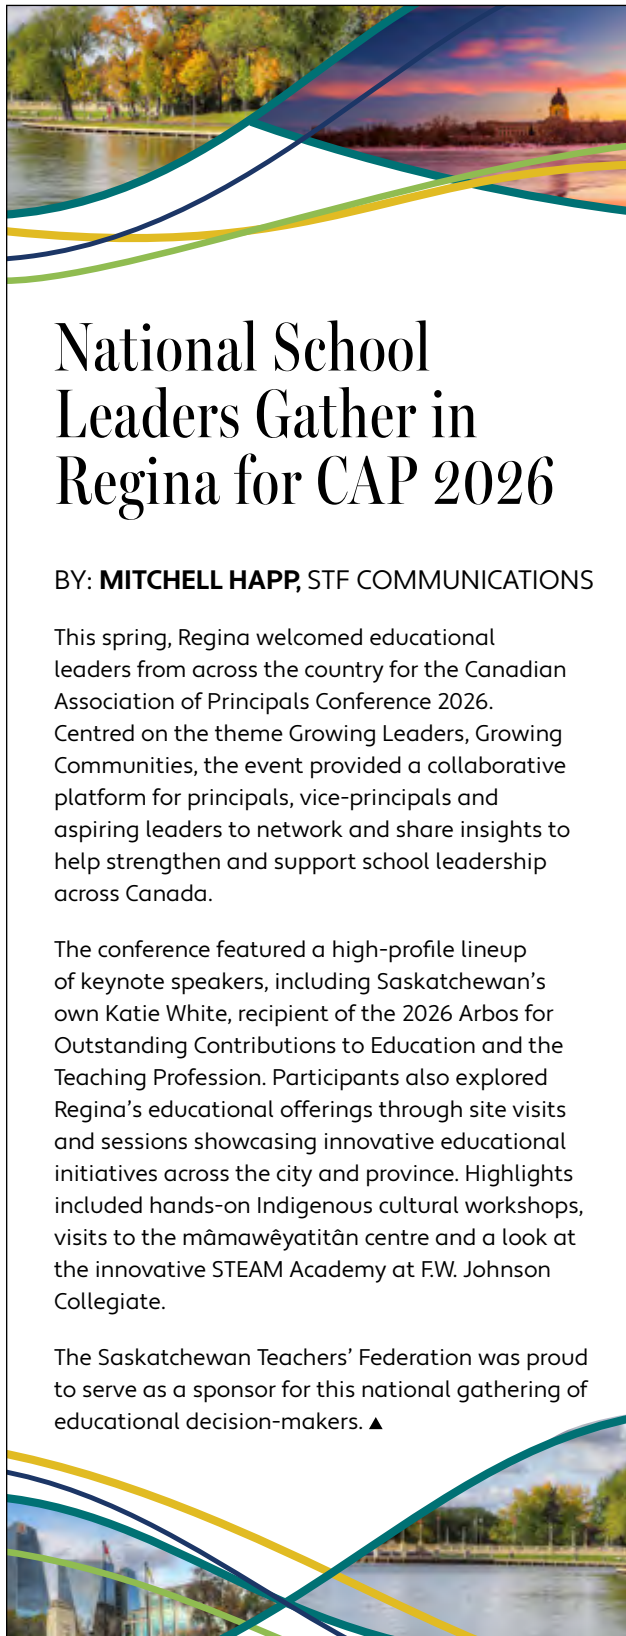 National School
Leaders Gather in
Regina for CAP 2026
BY: MITCHELL HAPP, STF COMMUNICATIONS
This spring, Regina welcomed educational
leaders from across the country for the Canadian
Association of Principals Conference 2026.
Centred on the theme Growing Leaders, Growing
Communities, the event provided a collaborative
platform for principals, vice-principals and
aspiring leaders to network and share insights to
help strengthen and support school leadership
across Canada.
The conference featured a high-profile lineup
of keynote speakers, including Saskatchewan’s
own Katie White, recipient of the 2026 Arbos for
Outstanding Contributions to Education and the
Teaching Profession. Participants also explored
Regina’s educational offerings through site visits
and sessions showcasing innovative educational
initiatives across the city and province. Highlights
included hands-on Indigenous cultural workshops,
visits to the mâmawêyatitân centre and a look at
the innovative STEAM Academy at F.W. Johnson
Collegiate.
The Saskatchewan Teachers’ Federation was proud
to serve as a sponsor for this national gathering of
educational decision-makers. ▲